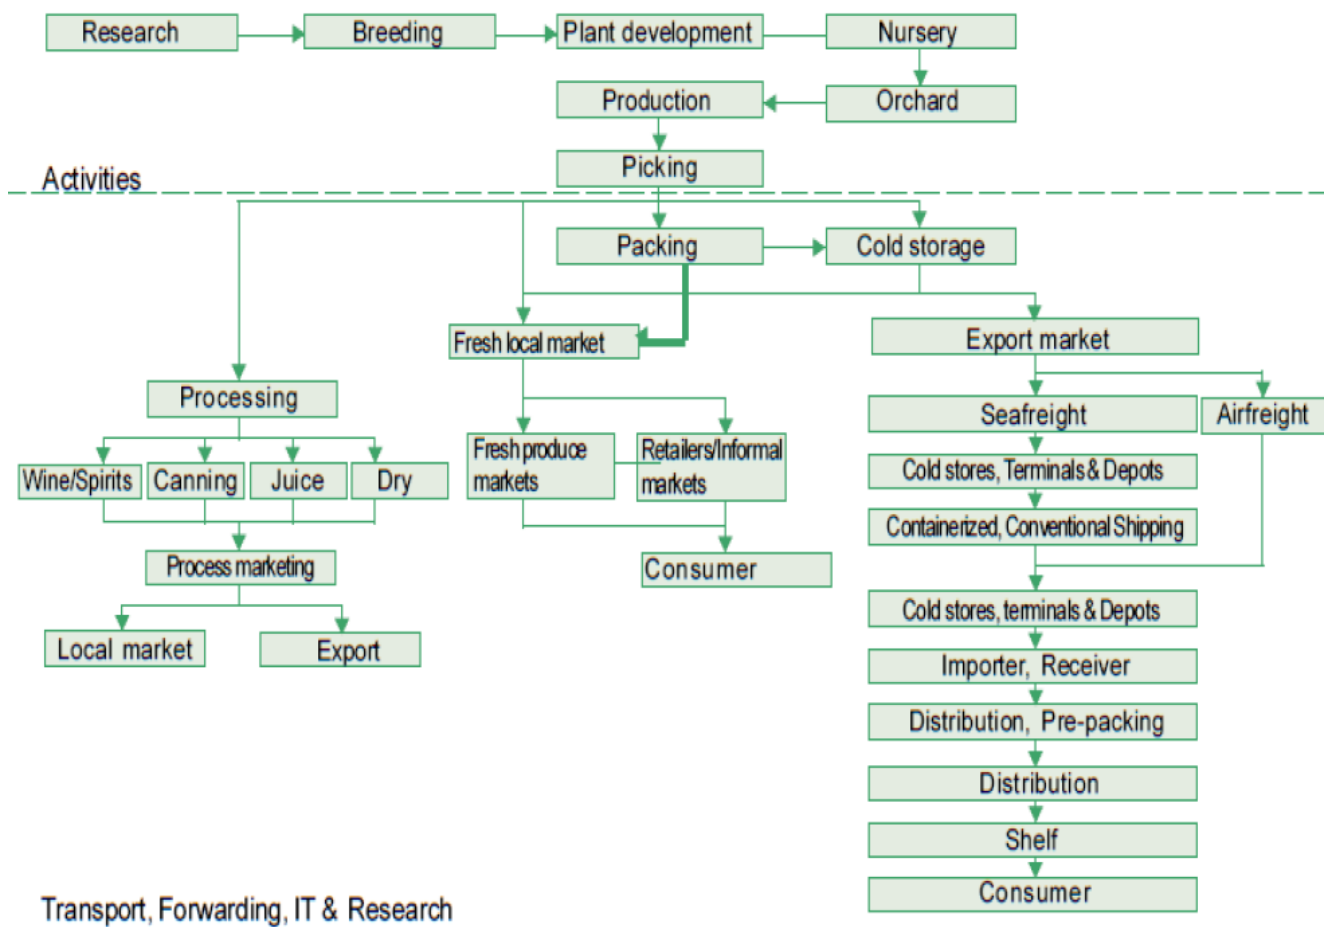 Research
Breeding
Plant development
Nursery
Production
Orchard
Picking
Activities
Packing
Cold storage
Fresh local market
Export market
Processing
Seafreight
Airfreight
Fresh produce
markets
Retailers/Informal
markets
Wine/Spirits
Canning
Juice
Dry
Cold stores, Terminals & Depots
Containerized, Conventional Shipping
Process marketing
Consumer
Cold stores, terminals & Depots
Local market
Export
Importer, Receiver
Distribution, Pre-packing
Distribution
Shelf
Consumer
Transport, Forwarding, IT & Research